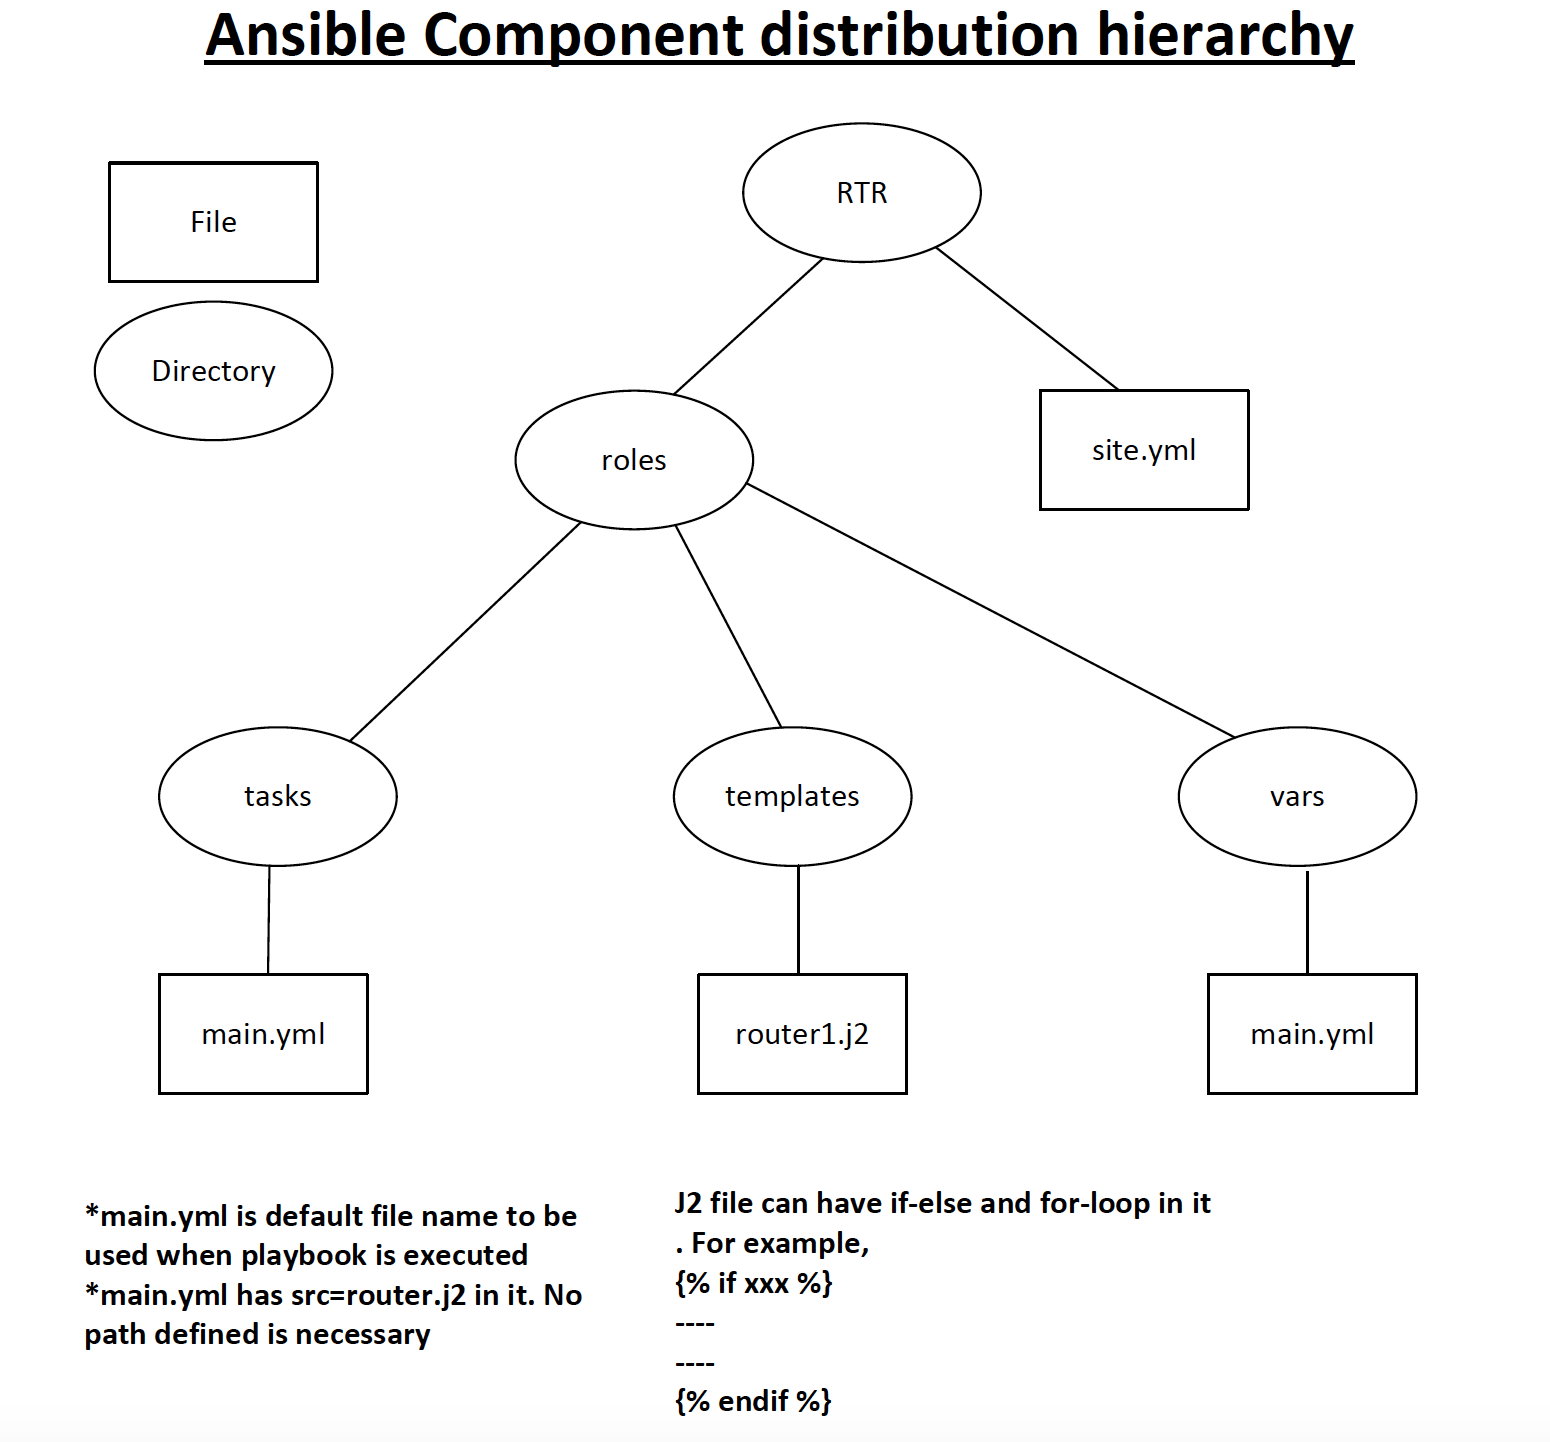 Ansible Component distribution hierarchy
File
Directory
RTR
roles
site.yml
tasks
templates
vars
main.yml
router1.j2
main.yml
*main.yml is default file name to be
used when playbook is executed
*main.yml has src=router.j2 in it. No
path defined is necessary
J2 file can have if-else and for-loop in it
. For example,
{% if xxx %}
----
----
{% endif %}